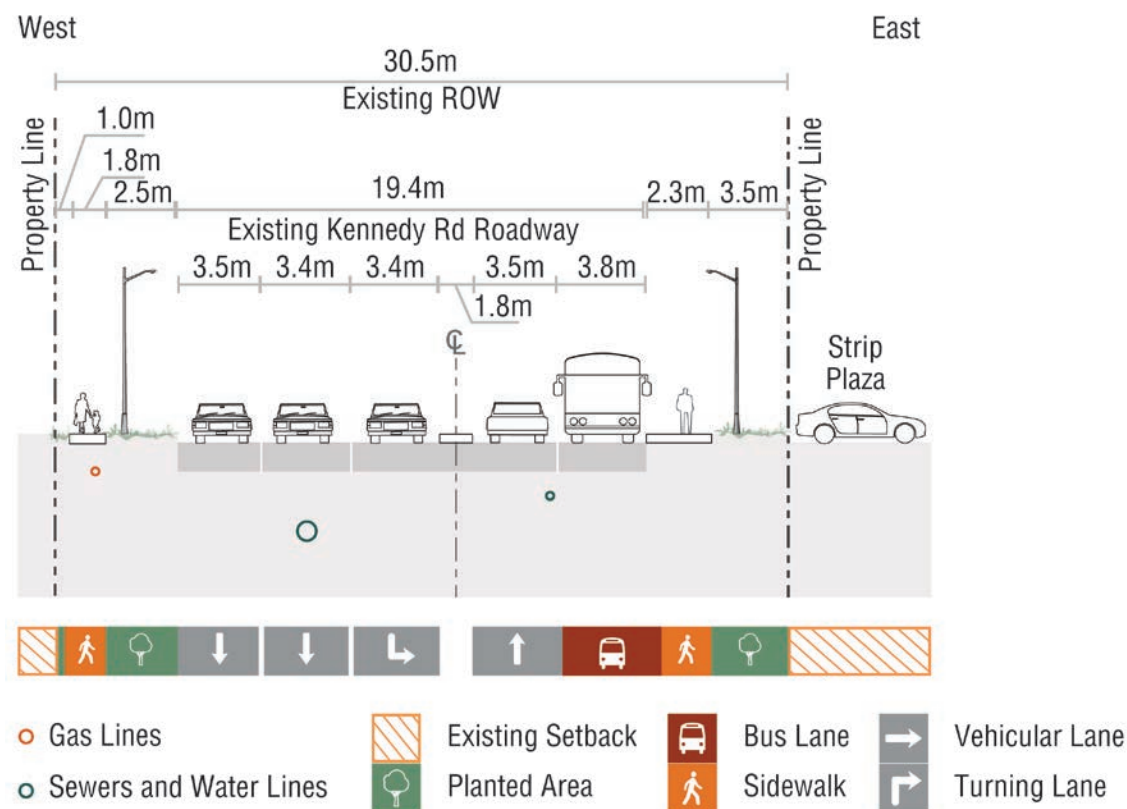 West
East
30.5m
Existing ROW
Property Line
Property Line
1.0m
1.8m
2.5m
19.4m
2.3m
3.5m
Existing Kennedy Rd Roadway
3.5m
3.4m
3.4m
3.5m
3.8m
1.8m
℄
Strip
Plaza
Gas Lines
Existing Setback
Bus Lane
Vehicular Lane
Sewers and Water Lines
Planted Area
Sidewalk
Turning Lane